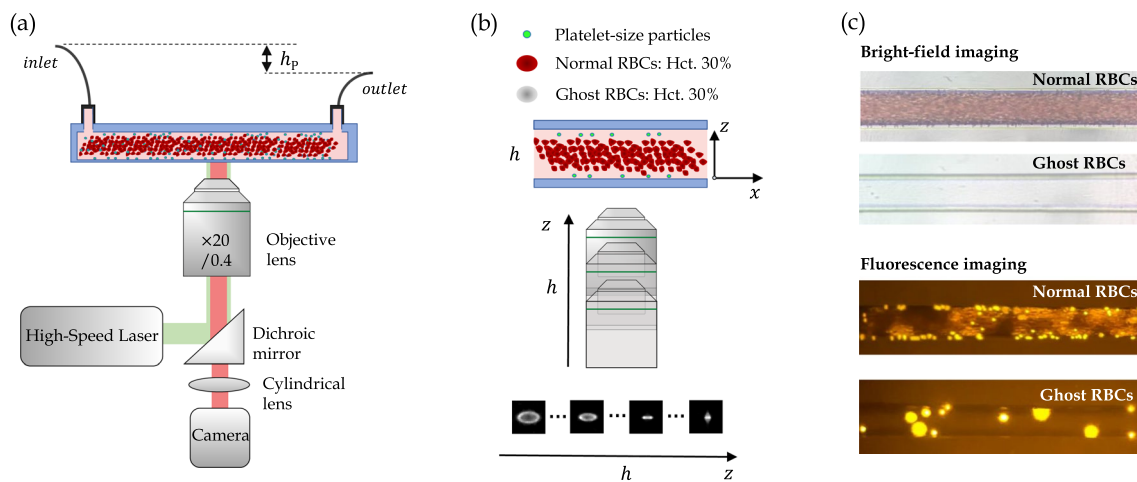 (a)
inlet
h_P
outlet
×20
/0.4
Objective
lens
High-Speed Laser
Dichroic
mirror
Cylindrical
lens
Camera
(b)
Platelet-size particles
Normal RBCs: Hct. 30%
Ghost RBCs: Hct. 30%
h
z
x
z
h
...
...
...
h
z
(c)
Bright-field imaging
Normal RBCs
Ghost RBCs
Fluorescence imaging
Normal RBCs
Ghost RBCs